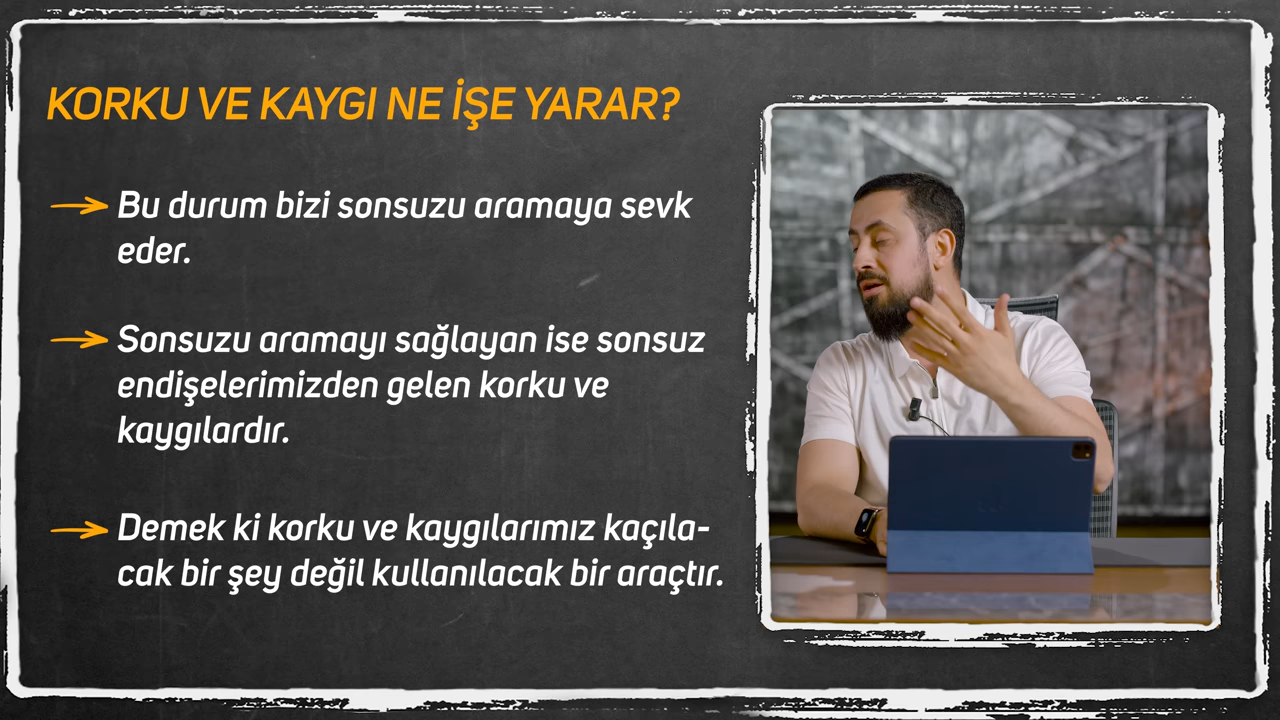 KORKU VE KAYGI NE İŞE YARAR?
Bu durum bizi sonsuzu aramaya sevk
eder.
Sonsuzu aramayı sağlayan ise sonsuz
endişelerimizden gelen korku ve
kaygılardır.
Demek ki korku ve kaygılarımız kaçıla-
cak bir şey değil kullanılacak bir araçtır.